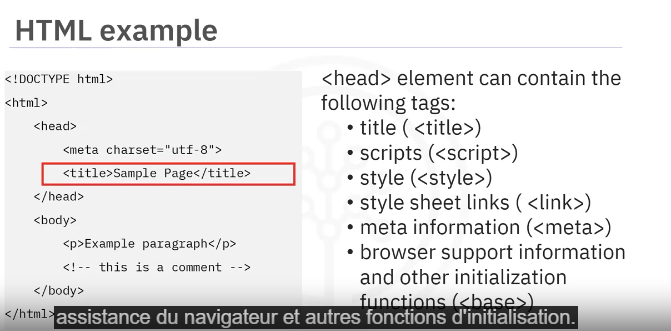 HTML example
<!DOCTYPE html>
<html>
<head>
<meta charset="utf-8">
<title>Sample Page</title>
</head>
<body>
<p>Example paragraph</p>
<!-- this is a comment -->
</body>
</html>
<head> element can contain the
following tags:
• title ( <title>)
• scripts (<script>)
• style (<style>)
• style sheet links ( <link>)
• meta information (<meta>)
• browser support information
and other initialization
functions (<base>)
assistance du navigateur et autres fonctions d'initialisation.